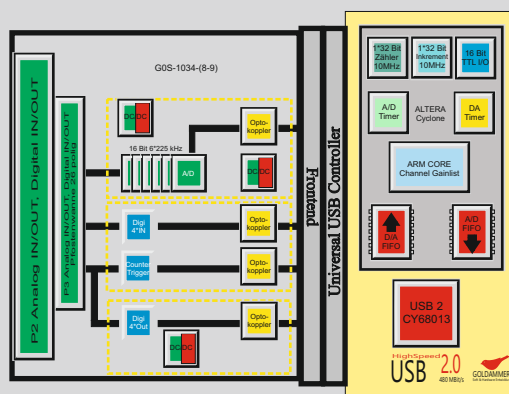 G0S-1034-(8-9)
P2 Analog IN/OUT, Digital IN/OUT
P3 Analog IN/OUT, Digital IN/OUT
Pfostenwanne 26 polig
DC/DC
16 Bit 6*225 kHz
A/D
Opto-
koppler
DC/DC
Digi
4*IN
Opto-
koppler
Counter
Trigger
Opto-
koppler
Digi
4*Out
Opto-
koppler
DC/DC
Frontend
Universal USB Controller
1*32 Bit
Zähler
10MHz
1*32 Bit
Inkrement
10MHz
16 Bit
TTL I/O
A/D
Timer
ALTERA
Cyclone
DA
Timer
ARM CORE
Channel Gainlist
D/A
FIFO
A/D
FIFO
USB 2
CY68013
HighSpeed
USB 2.0
480 MBit/s
GOLDAMMER